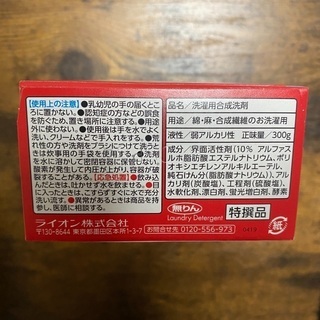 【使用上の注意】●乳幼児の手の届くところに置かない。
●認知症の方などの誤食を防ぐため、置き場所に注意する。●用途外に使わない。●使用後は手を水でよく洗い、クリームなどで手入れをする。●荒れ性の方や洗剤をブラシにつけて洗うときは炊事用の手袋を使用する。●洗剤を水に溶かして密閉容器に保管しない。酸素が発生して内圧が上がり、容器が破損することがある。
【応急処置】●飲み込んだときは、吐かせず水を飲ませる。●目に入ったときは、こすらずすぐに水で充分洗い流す。●異常があるときは商品を持参し、医師に相談する。
ライオン株式会社
〒130-8644 東京都墨田区本所1-3-7
品名／洗濯用合成洗剤
用途／綿・麻・合成繊維のお洗濯用
液性／弱アルカリ性 正味量／300g
成分／界面活性剤(10% アルファスルホ脂肪酸エステルナトリウム、ポリオキシエチレンアルキルエーテル、純石けん分(脂肪酸ナトリウム))、アルカリ剤(炭酸塩)、工程剤(硫酸塩)、水軟化剤、漂白剤、蛍光増白剤、酵素
無りん
Laundry Detergent
特撰品
お問合せ先 0120-556-973
紙